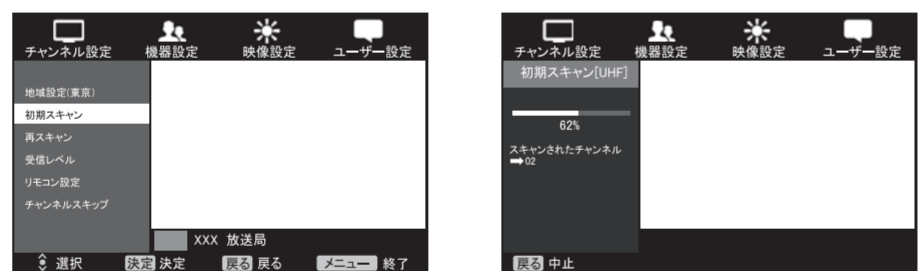 チャンネル設定 機器設定 映像設定 ユーザー設定
地域設定(東京)
初期スキャン
再スキャン
受信レベル
リモコン設定
チャンネルスキップ
XXX 放送局
選択 決定 決定 戻る 戻る メニュー 終了
チャンネル設定 機器設定 映像設定 ユーザー設定
初期スキャン[UHF]
62%
スキャンされたチャンネル
➡02
戻る 中止